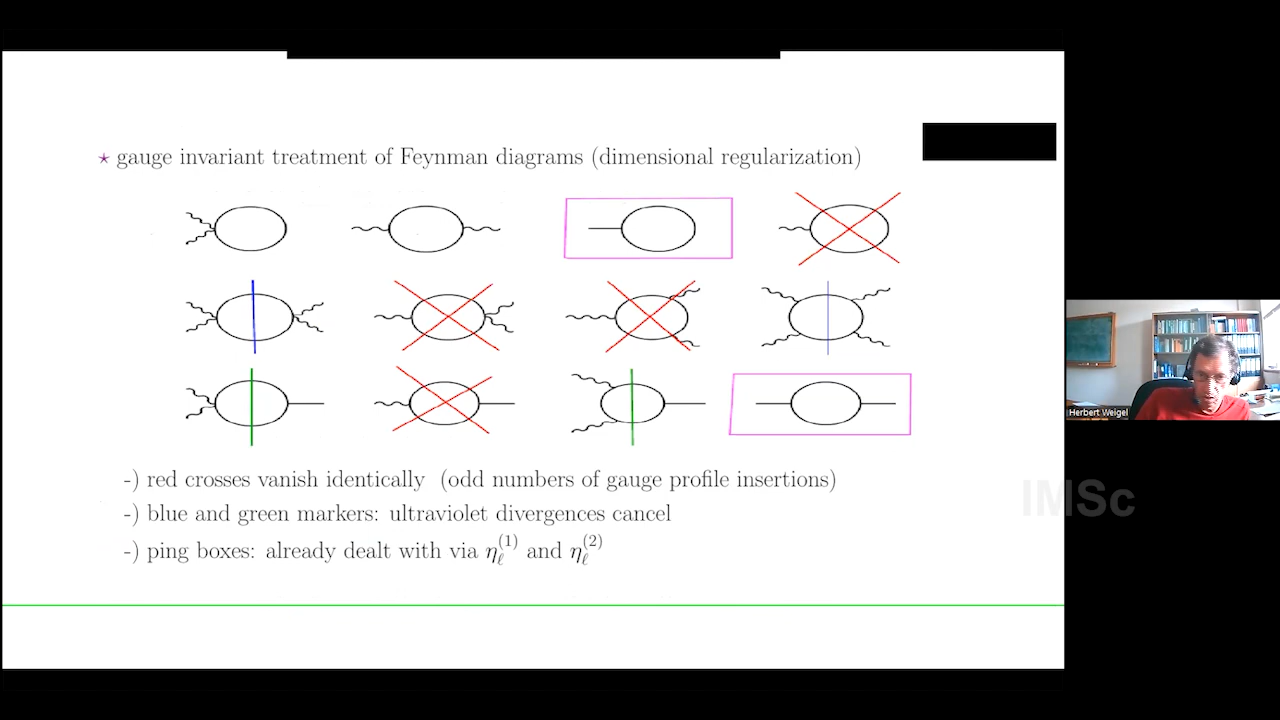 ⋆ gauge invariant treatment of Feynman diagrams (dimensional regularization)
-) red crosses vanish identically (odd numbers of gauge profile insertions)
-) blue and green markers: ultraviolet divergences cancel
-) ping boxes: already dealt with via η_ℓ^(1) and η_ℓ^(2)
Herbert Weigel
IMSc